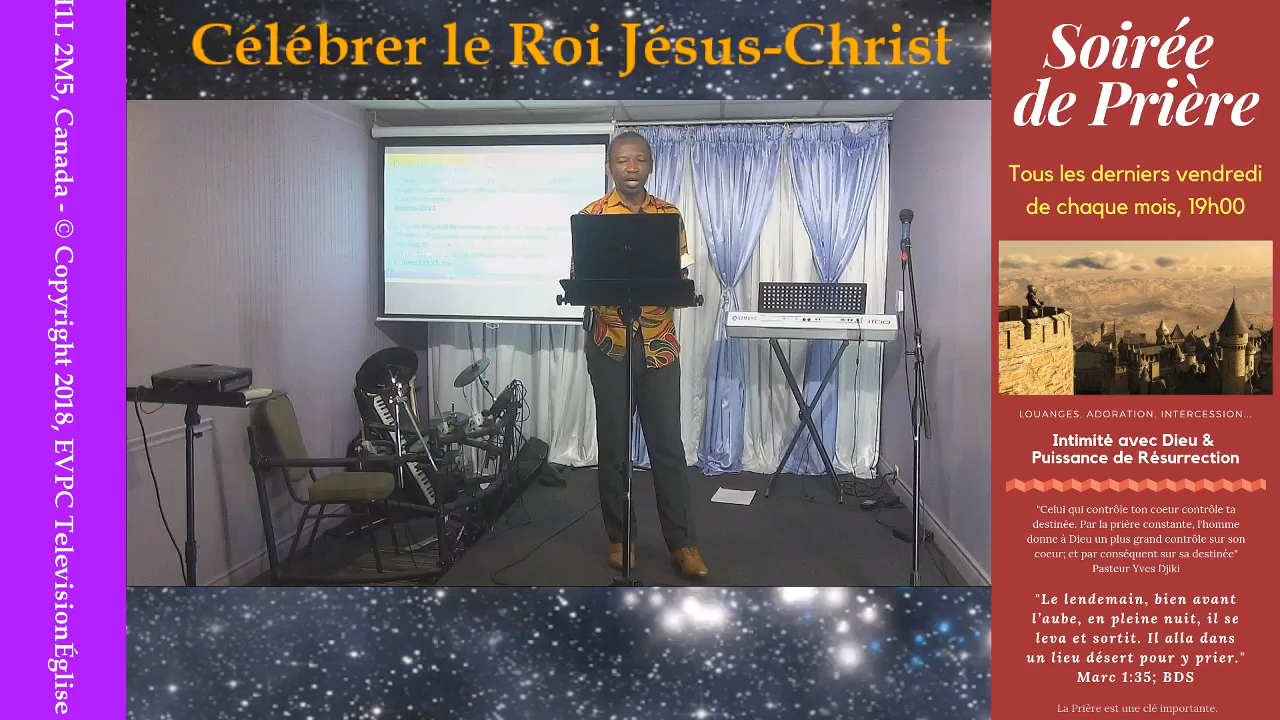 H1L 2M5, Canada - © Copyright 2018, EVPC TelevisionÉglise
Célébrer le Roi Jésus-Christ
Soirée
de Prière
Tous les derniers vendredi
de chaque mois, 19h00
LOUANGES, ADORATION, INTERCESSION...
Intimité avec Dieu &
Puissance de Résurrection
"Celui qui contrôle ton coeur contrôle ta
destinée. Par la prière constante, l'homme
donne à Dieu un plus grand contrôle sur son
coeur; et par conséquent sur sa destinée"
Pasteur Yves Djiki
"Le lendemain, bien avant
l'aube, en pleine nuit, il se
leva et sortit. Il alla dans
un lieu désert pour y prier."
Marc 1:35; BDS
La Prière est une clé importante.